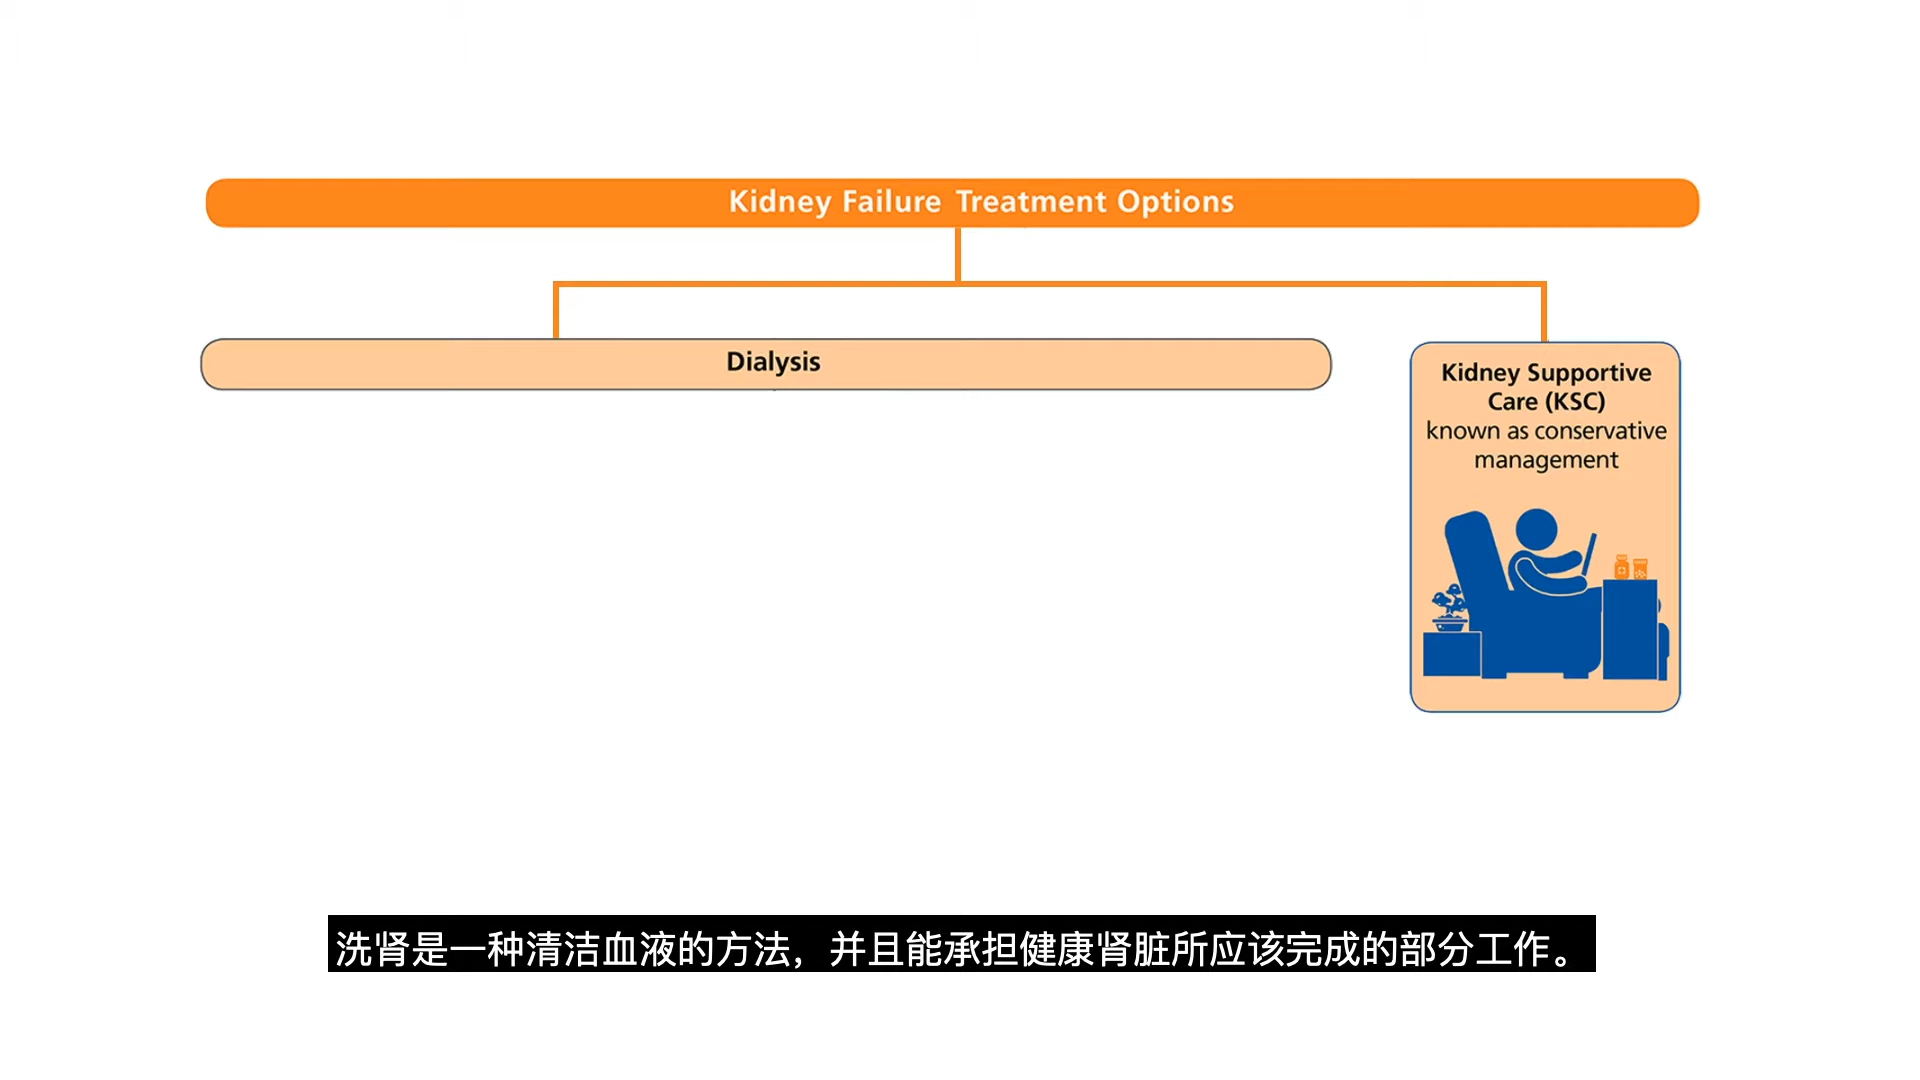 Kidney Failure Treatment Options
Dialysis
Kidney Supportive
Care (KSC)
known as conservative
management
洗肾是一种清洁血液的方法，并且能承担健康肾脏所应该完成的部分工作。